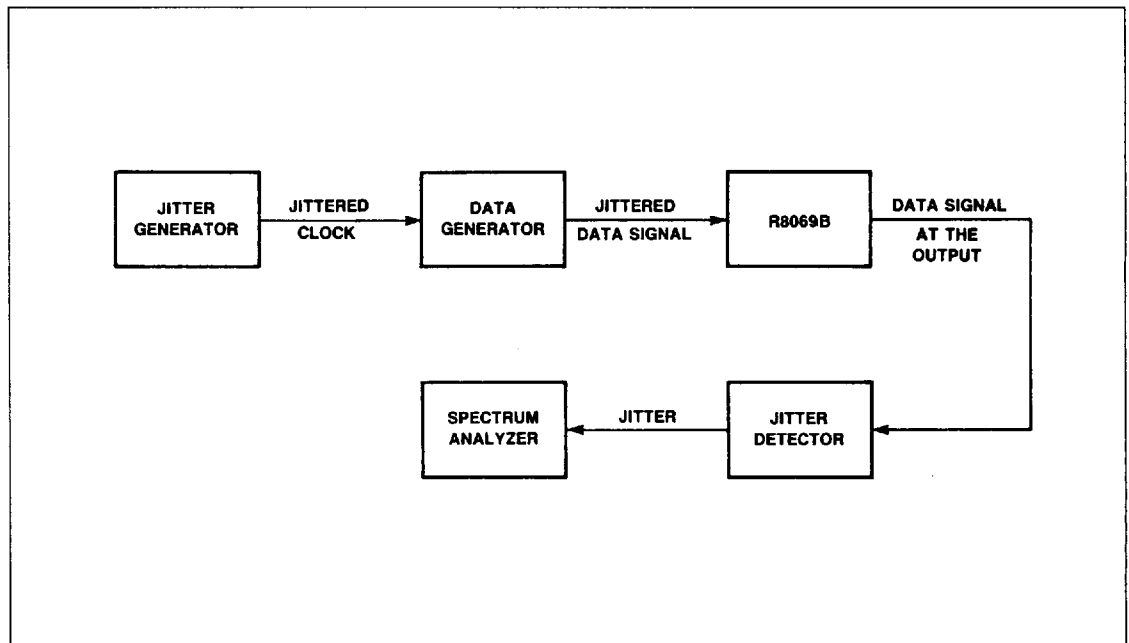 JITTER
GENERATOR
JITTERED
CLOCK
DATA
GENERATOR
JITTERED
DATA SIGNAL
R8069B
DATA SIGNAL
AT THE
OUTPUT
SPECTRUM
ANALYZER
JITTER
JITTER
DETECTOR